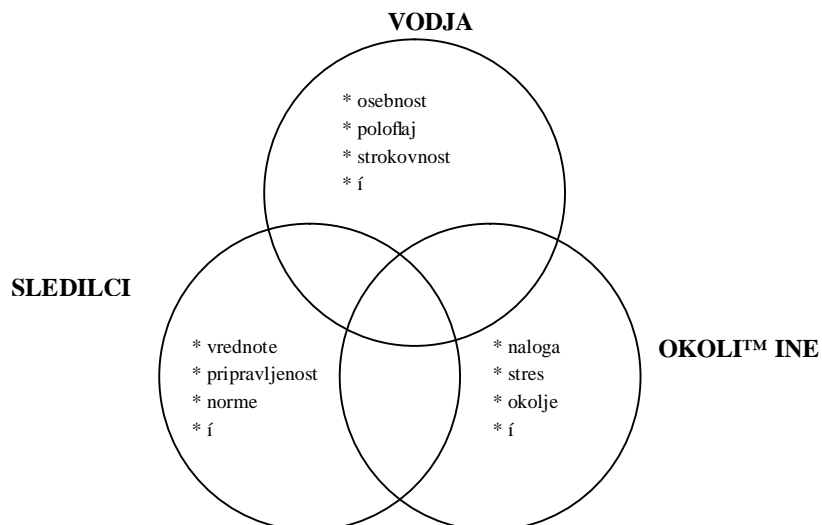 VODJA
* osebnost
* poloflaj
* strokovnost
* í
SLEDILCI
* vrednote
* pripravljenost
* norme
* í
OKOLI™ INE
* naloga
* stres
* okolje
* í